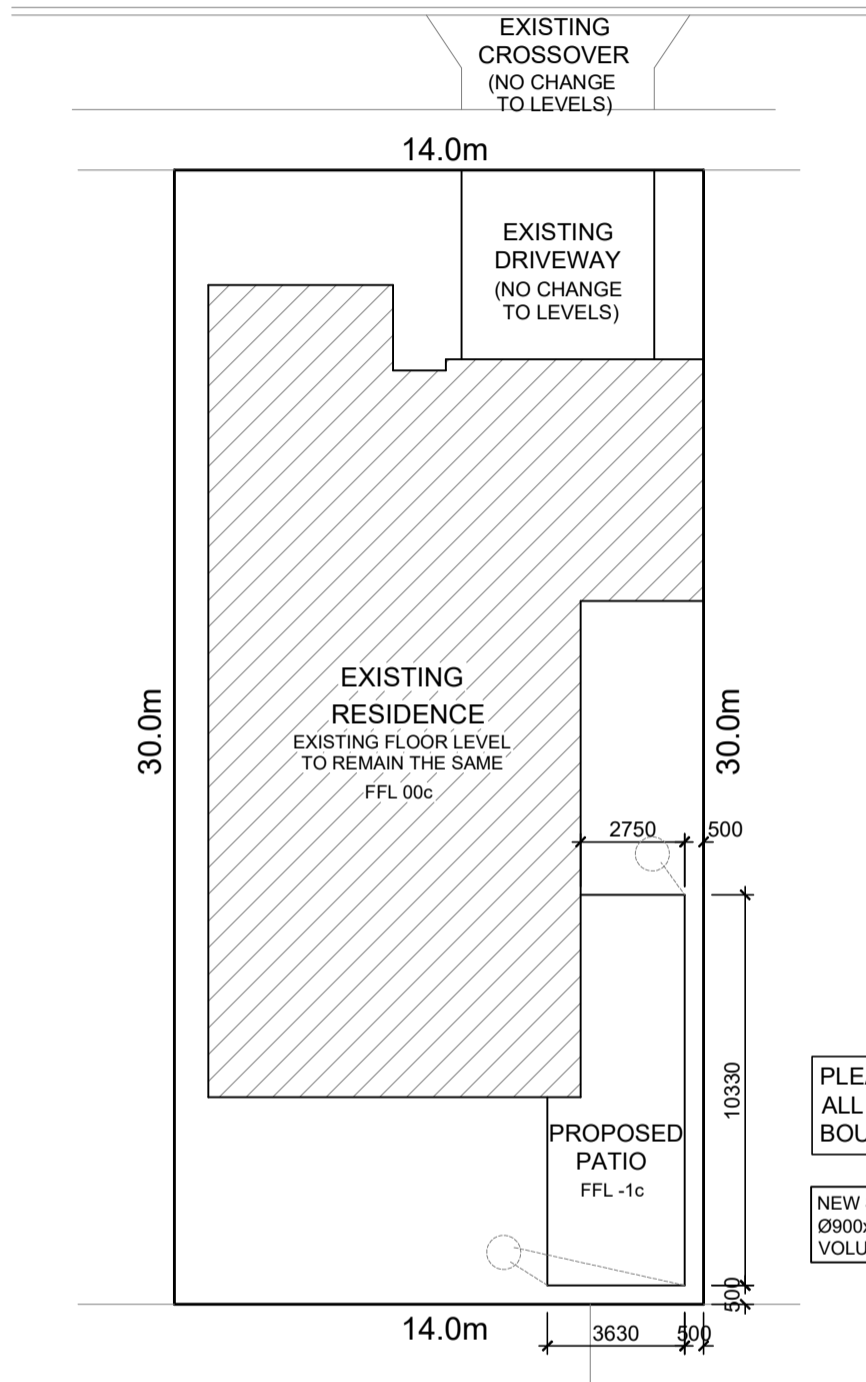 EXISTING
CROSSOVER
(NO CHANGE
TO LEVELS)
14.0m
EXISTING
DRIVEWAY
(NO CHANGE
TO LEVELS)
EXISTING
RESIDENCE
EXISTING FLOOR LEVEL
TO REMAIN THE SAME
FFL 00c
30.0m
30.0m
2750
500
10330
PROPOSED
PATIO
FFL -1c
500
14.0m
3630
500
ALL
NEW